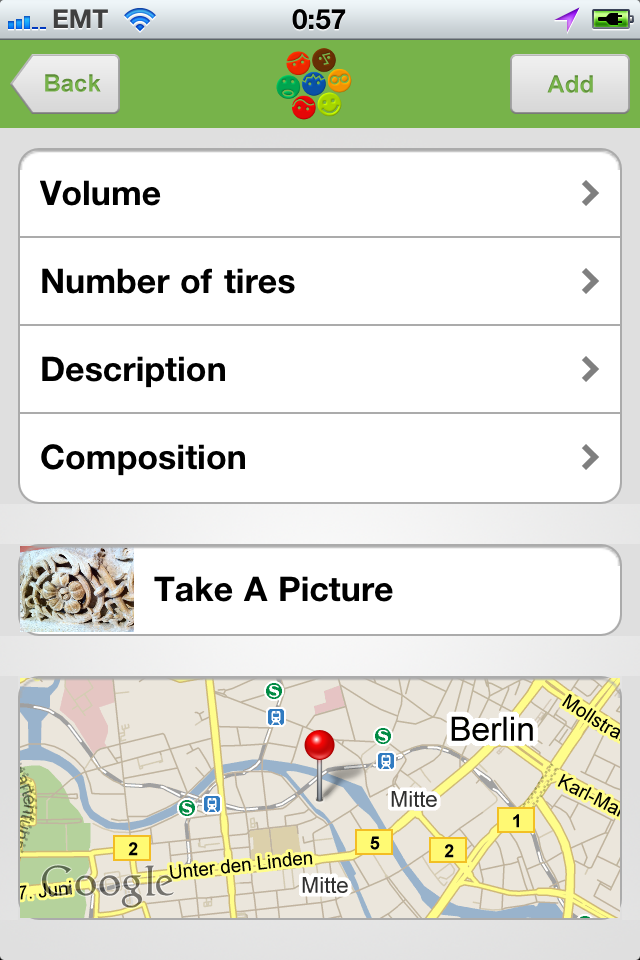 EMT 0:57
Back Add
Volume
Number of tires
Description
Composition
Take A Picture
S
Mollstra
S
Berlin
Karl-Ma
Mitte
S
1
2
5
2
Unter den Linden
7. Juni
Google
Mitte